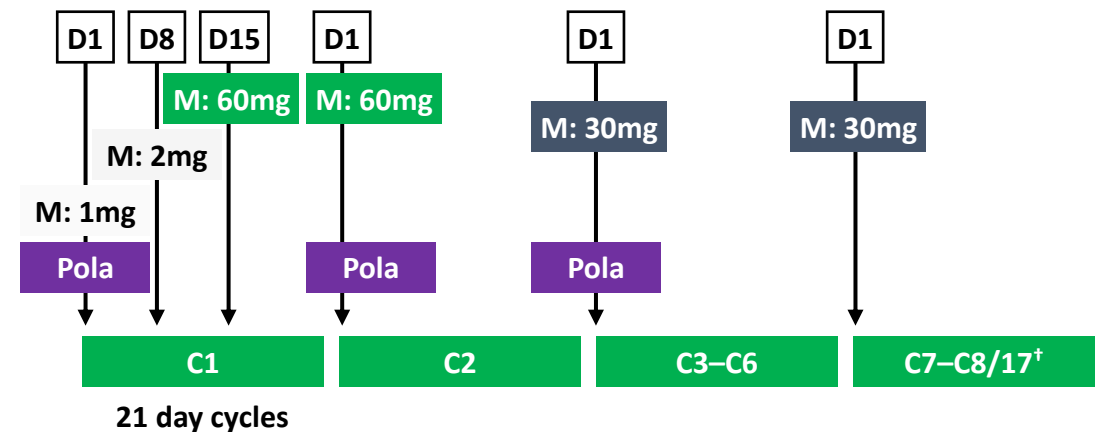 D1 D8 D15 D1 D1 D1
M: 60mg M: 60mg
M: 30mg M: 30mg
M: 2mg
M: 1mg
Pola Pola Pola
C1 C2 C3–C6 C7–C8/17†
21 day cycles